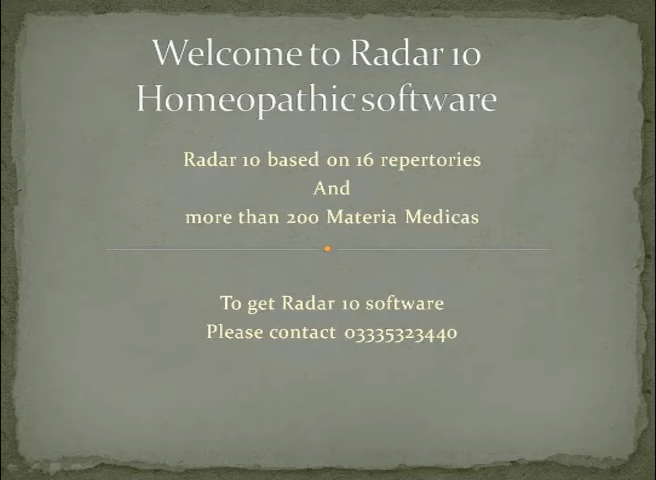 Welcome to Radar 10
Homeopathic software
Radar 10 based on 16 repertories
And
more than 200 Materia Medicas
To get Radar 10 software
Please contact 03335323440